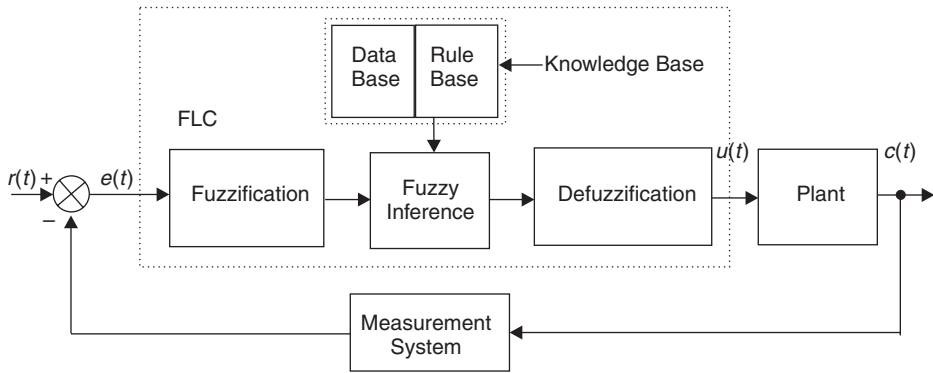 Data
Base
Rule
Base
Knowledge Base
FLC
r(t)
+
e(t)
u(t)
c(t)
Fuzzification
Fuzzy
Inference
Defuzzification
Plant
−
Measurement
System